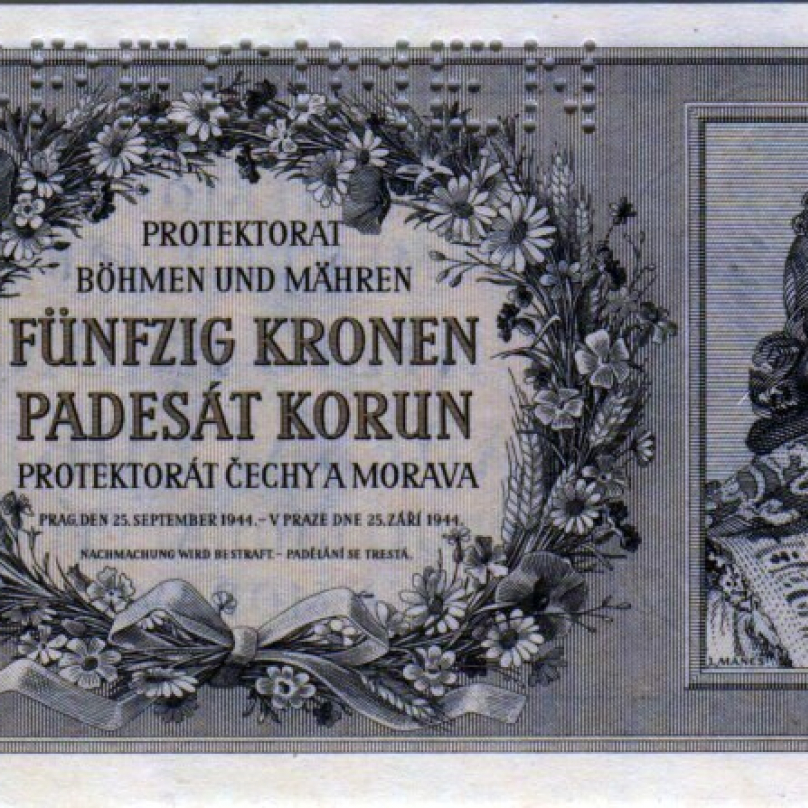 PROTEKTORAT
BÖHMEN UND MÄHREN
FÜNFZIG KRONEN
PADESÁT KORUN
PROTEKTORÁT ČECHY A MORAVA
PRAG, DEN 25. SEPTEMBER 1944. – V PRAZE DNE 25. ZÁŘÍ 1944.
NACHMACHUNG WIRD BESTRAFT. – PADĚLÁNÍ SE TRESTÁ.
J. MÁNES